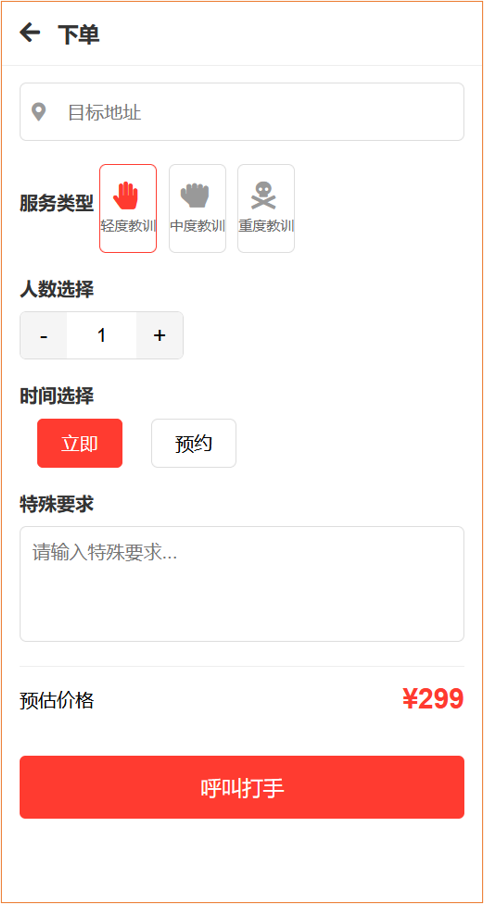 下单
目标地址
服务类型
轻度教训 中度教训 重度教训
人数选择
- 1 +
时间选择
立即 预约
特殊要求
请输入特殊要求...
预估价格 ¥299
呼叫打手